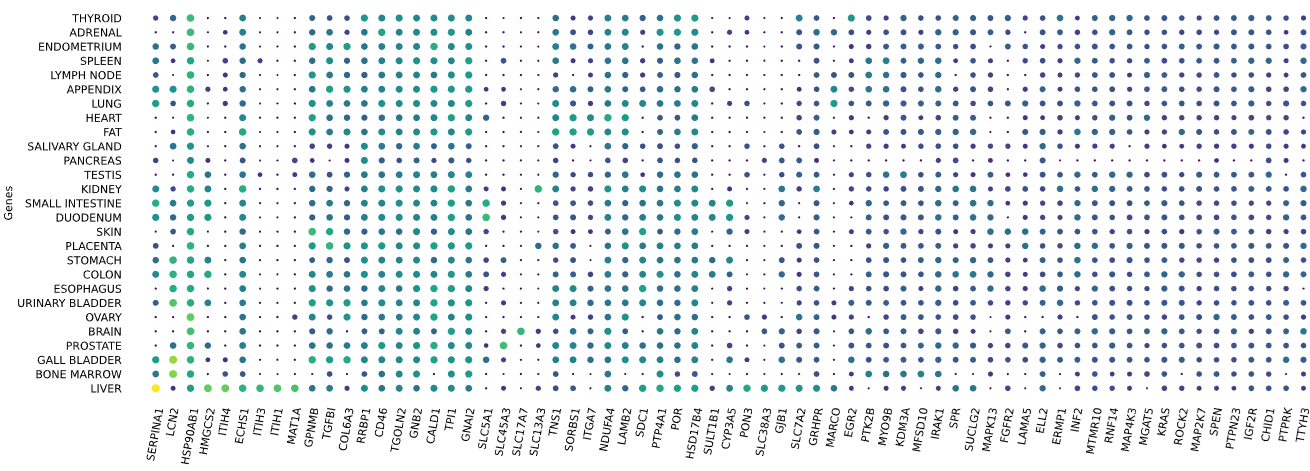 THYROID
ADRENAL
ENDOMETRIUM
SPLEEN
LYMPH NODE
APPENDIX
LUNG
HEART
FAT
SALIVARY GLAND
PANCREAS
TESTIS
KIDNEY
SMALL INTESTINE
DUODENUM
SKIN
PLACENTA
STOMACH
COLON
ESOPHAGUS
URINARY BLADDER
OVARY
BRAIN
PROSTATE
GALL BLADDER
BONE MARROW
LIVER
Genes
SERPINA1
LCN2
HSP90AB1
HMGCS2
ITIH4
ECHS1
ITIH3
ITIH1
MAT1A
GPNMB
TGFBI
COL6A3
RRBP1
CD46
TGOLN2
GNB2
CALD1
TPI1
GNAI2
SLC5A1
SLC45A3
SLC17A7
SLC13A3
TNS1
SORBS1
ITGA7
NDUFA4
LAMB2
SDC1
PTP4A1
POR
HSD17B4
SULT1B1
CYP3A5
PON3
SLC38A3
GJB1
SLC7A2
GRHPR
MARCO
EGR2
PTK2B
MYO9B
KDM3A
MFSD10
IRAK1
SPR
SUCLG2
MAPK13
FGFR2
LAMA5
ELL2
ERMP1
INF2
MTMR10
RNF14
MAP4K3
MGAT5
KRAS
ROCK2
MAP2K7
SPEN
PTPN23
IGF2R
CHID1
PTPRK
TTYH3